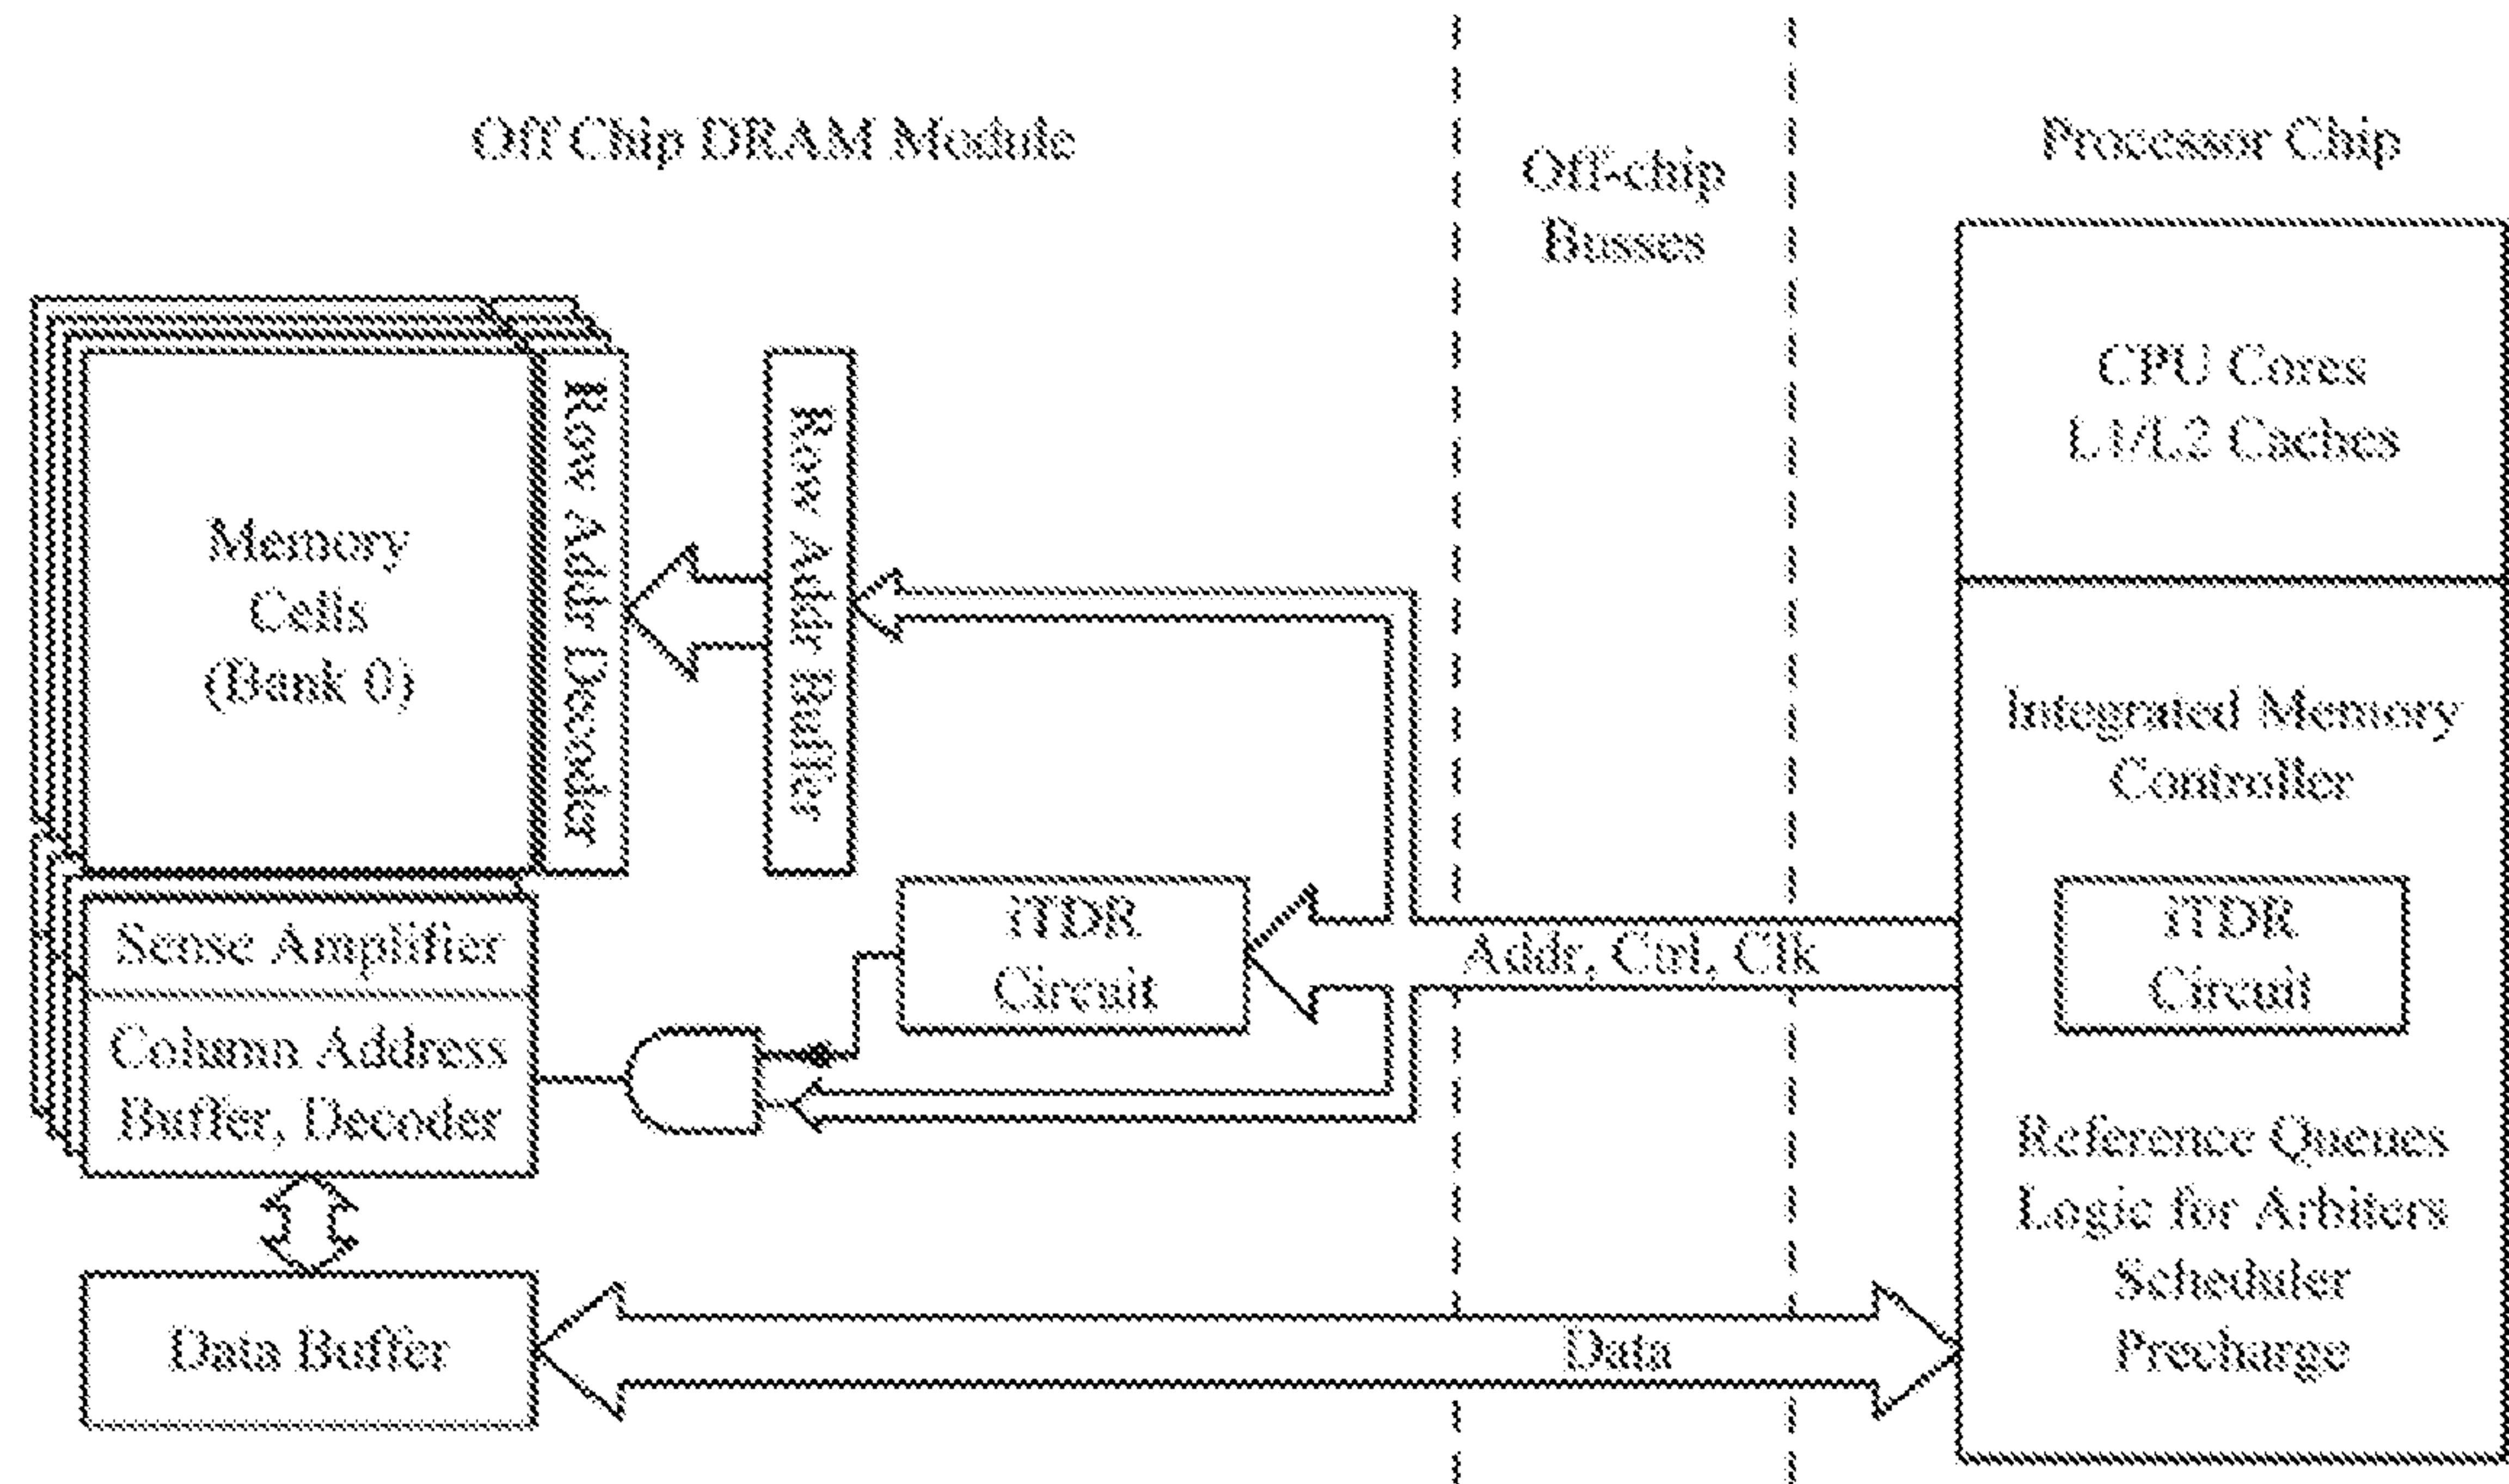 Off Chip DRAM Module
Off-chip
Busses
Processor Chip
CPU Cores
L1/L2 Caches
Memory
Cells
(Bank 0)
Row Addr Decoder
Row Addr Buffer
Integrated Memory
Controller
iTDR
Circuit
Addr, Ctrl, Clk
iTDR
Circuit
Sense Amplifier
Column Address
Buffer, Decoder
Reference Queues
Logic for Arbiters
Scheduler
Precharge
Data Buffer
Data